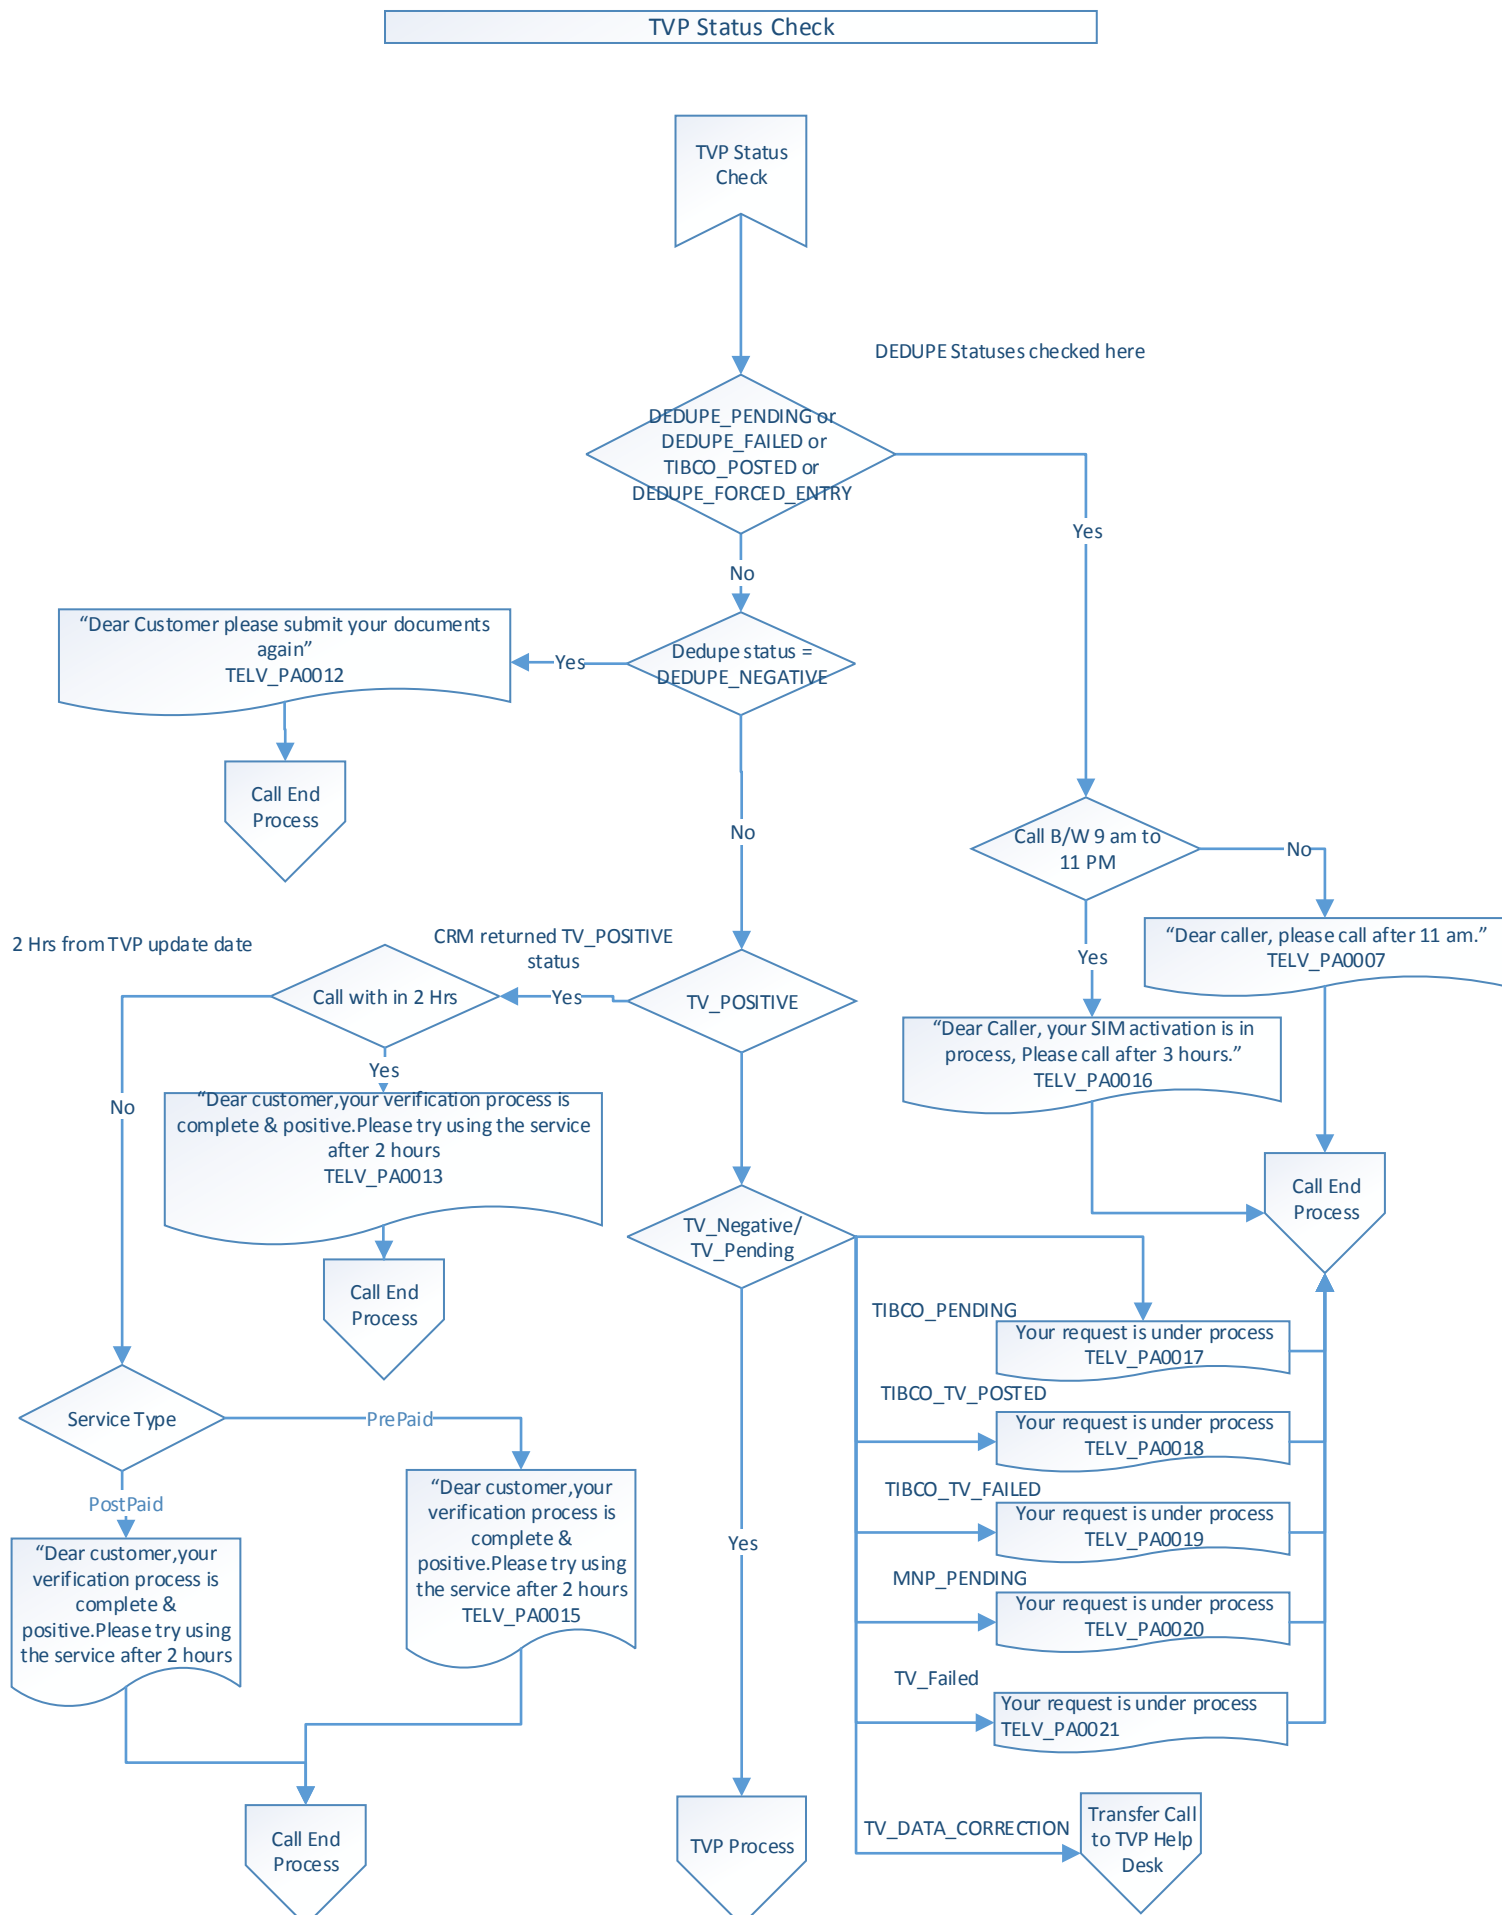 TVP Status Check
TVP Status
Check
DEDUPE Statuses checked here
DEDUPE_PENDING or
DEDUPE_FAILED or
TIBCO_POSTED or
DEDUPE_FORCED_ENTRY
Yes
No
“Dear Customer please submit your documents
again”
TELV_PA0012
Yes
Dedupe status =
DEDUPE_NEGATIVE
Call End
Process
No
Call B/W 9 am to
11 PM
No
“Dear caller, please call after 11 am.”
TELV_PA0007
Yes
2 Hrs from TVP update date
CRM returned TV_POSITIVE
status
Call with in 2 Hrs
Yes
TV_POSITIVE
“Dear Caller, your SIM activation is in
process, Please call after 3 hours.”
TELV_PA0016
Yes
No
“Dear customer,your verification process is
complete & positive.Please try using the service
after 2 hours
TELV_PA0013
Call End
Process
TV_Negative/
TV_Pending
Call End
Process
TIBCO_PENDING
Your request is under process
TELV_PA0017
TIBCO_TV_POSTED
Your request is under process
TELV_PA0018
TIBCO_TV_FAILED
Your request is under process
TELV_PA0019
MNP_PENDING
Your request is under process
TELV_PA0020
TV_Failed
Your request is under process
TELV_PA0021
Service Type
PrePaid
PostPaid
“Dear customer,your
verification process is
complete &
positive.Please try using
the service after 2 hours
TELV_PA0015
“Dear customer,your
verification process is
complete &
positive.Please try using
the service after 2 hours
Yes
Call End
Process
TVP Process
TV_DATA_CORRECTION
Transfer Call
to TVP Help
Desk